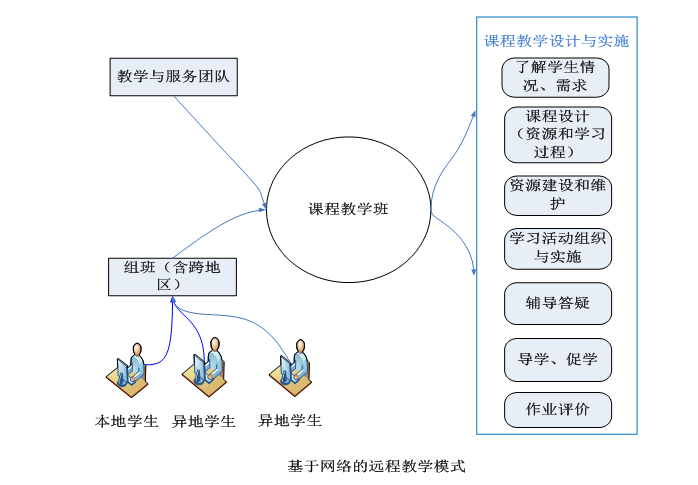 课程教学设计与实施
教学与服务团队
了解学生情
况、需求
课程设计
（资源和学习
过程）
课程教学班
资源建设和维
护
学习活动组织
与实施
组班（含跨地
区）
辅导答疑
导学、促学
作业评价
本地学生
异地学生
异地学生
基于网络的远程教学模式